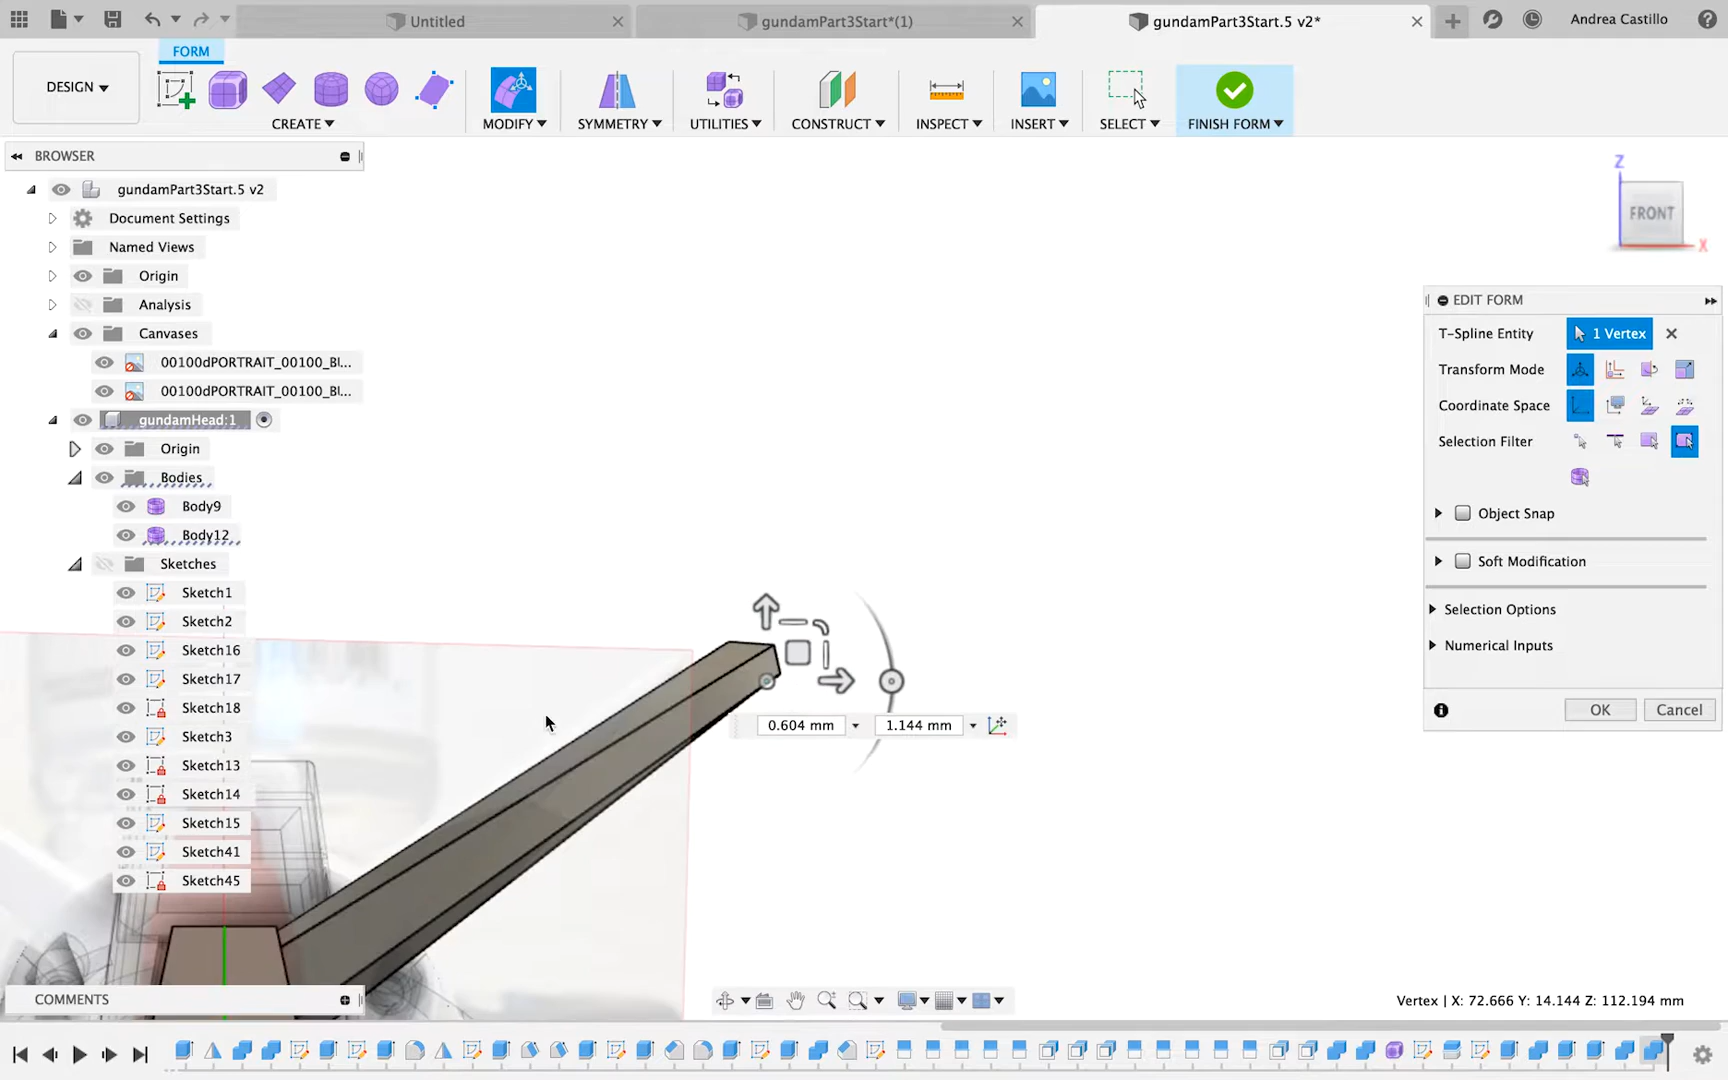 Untitled
gundamPart3Start*(1)
gundamPart3Start.5 v2*
Andrea Castillo
FORM
DESIGN
CREATE
MODIFY
SYMMETRY
UTILITIES
CONSTRUCT
INSPECT
INSERT
SELECT
FINISH FORM
BROWSER
gundamPart3Start.5 v2
Document Settings
Named Views
Origin
Analysis
Canvases
00100dPORTRAIT_00100_B!...
00100dPORTRAIT_00100_B!...
gundamHead:1
Origin
Bodies
Body9
Body12
Sketches
Sketch1
Sketch2
Sketch16
Sketch17
Sketch18
Sketch3
Sketch13
Sketch14
Sketch15
Sketch41
Sketch45
COMMENTS
Z
FRONT
X
EDIT FORM
T-Spline Entity
1 Vertex
Transform Mode
Coordinate Space
Selection Filter
Object Snap
Soft Modification
Selection Options
Numerical Inputs
OK
Cancel
0.604 mm
1.144 mm
Vertex | X: 72.666 Y: 14.144 Z: 112.194 mm